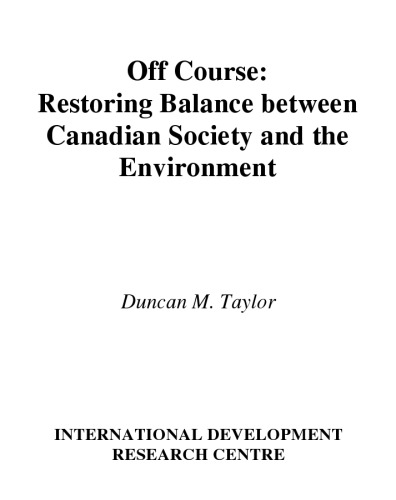 Off Course:
Restoring Balance between
Canadian Society and the
Environment
Duncan M. Taylor
INTERNATIONAL DEVELOPMENT
RESEARCH CENTRE